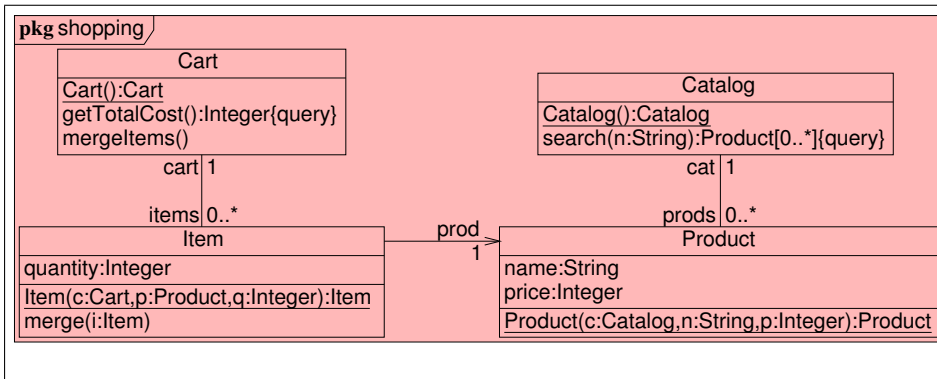 pkg shopping
Cart
Cart():Cart
getTotalCost():Integer{query}
mergeItems()
Catalog
Catalog():Catalog
search(n:String):Product[0..*]{query}
cart 1
cat 1
items 0..*
prods 0..*
Item
quantity:Integer
Item(c:Cart,p:Product,q:Integer):Item
merge(i:Item)
prod
1
Product
name:String
price:Integer
Product(c:Catalog,n:String,p:Integer):Product